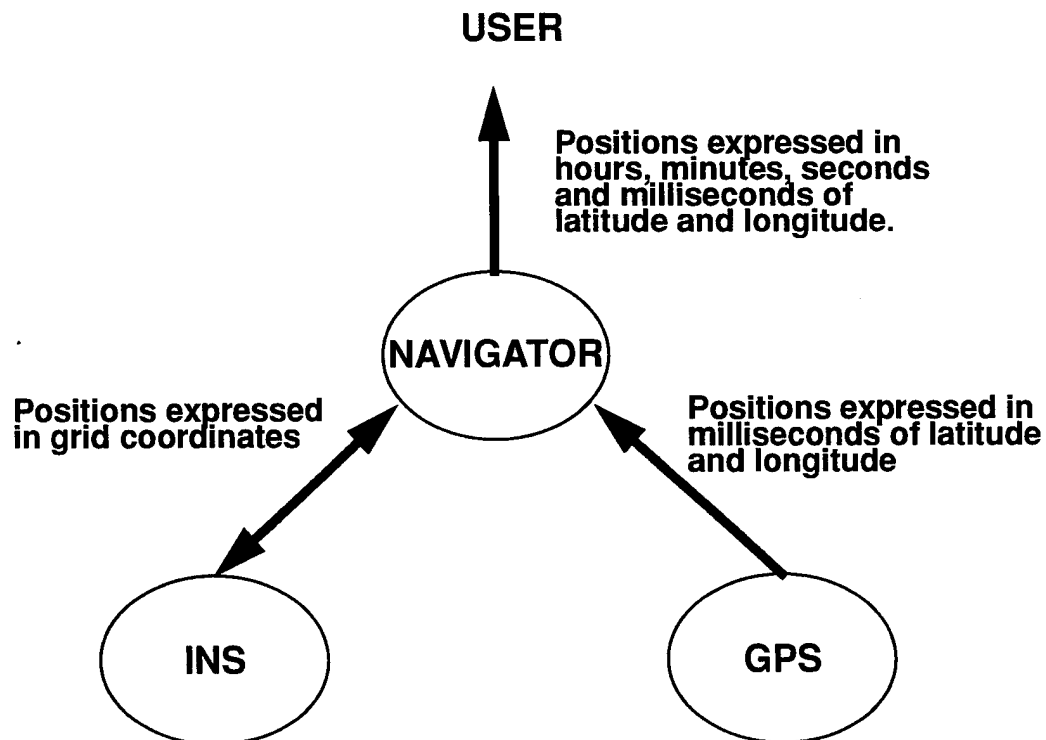 USER
Positions expressed in
hours, minutes, seconds
and milliseconds of
latitude and longitude.
NAVIGATOR
Positions expressed
in grid coordinates
Positions expressed in
milliseconds of latitude
and longitude
INS
GPS